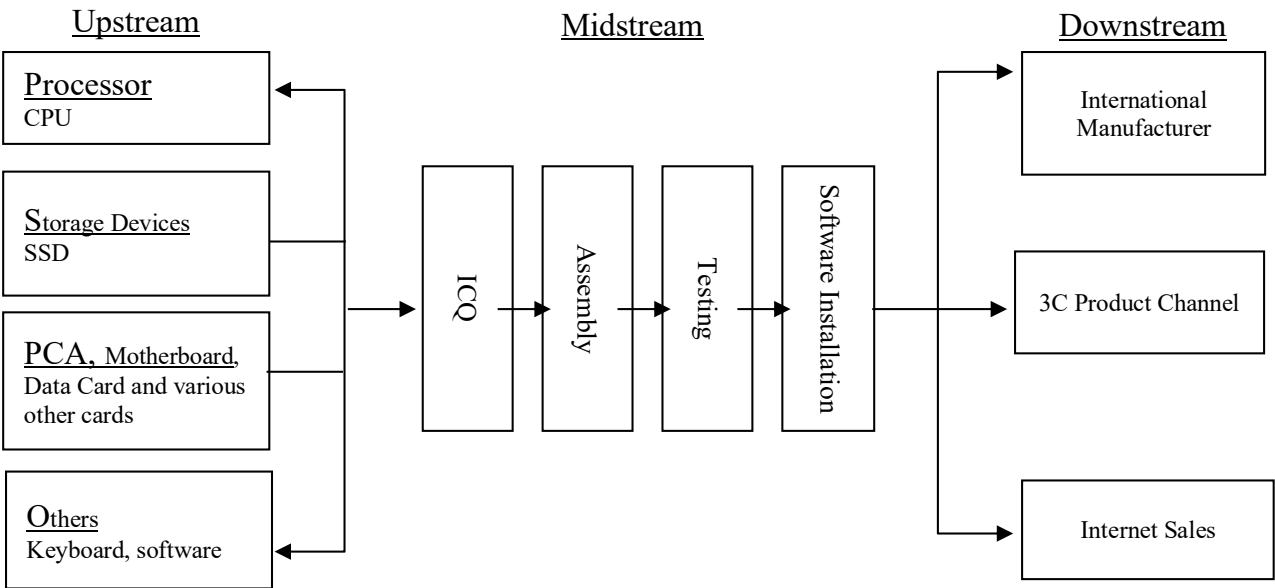 Upstream
Processor
CPU
Storage Devices
SSD
PCA, Motherboard,
Data Card and various
other cards
Others
Keyboard, software
Midstream
ICQ
Assembly
Testing
Software Installation
Downstream
International
Manufacturer
3C Product Channel
Internet Sales